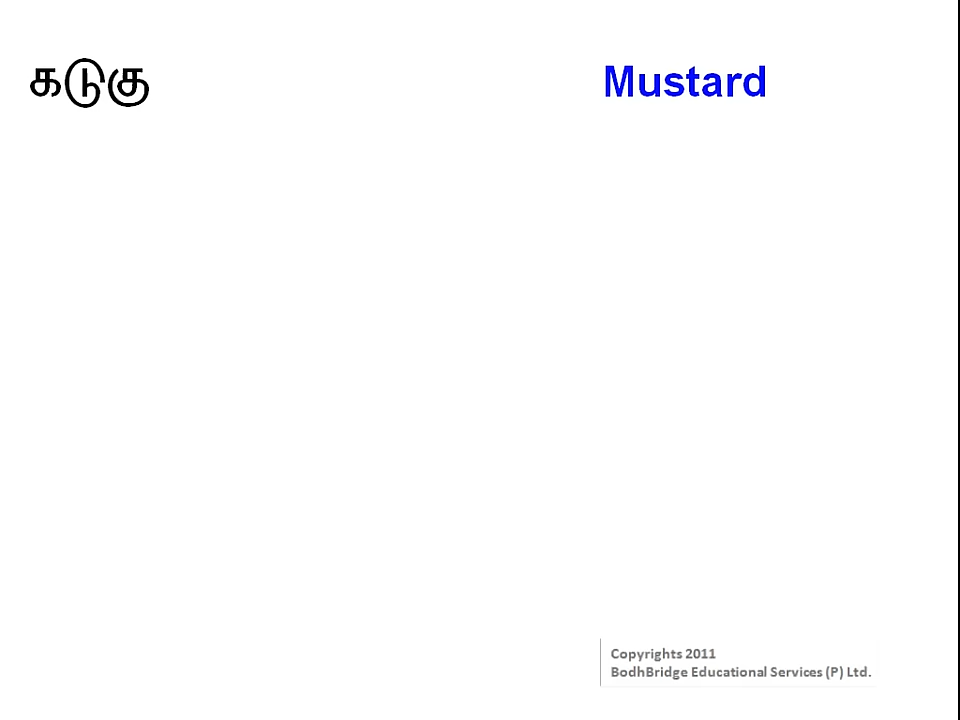 கடுகு Mustard
Copyrights 2011
BodhBridge Educational Services (P) Ltd.